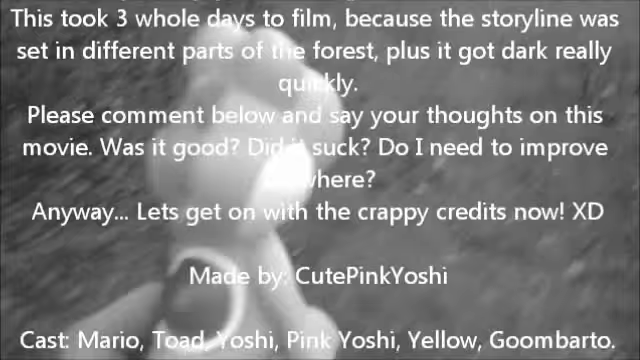 This took 3 whole days to film, because the storyline was
set in different parts of the forest, plus it got dark really
quickly.
Please comment below and say your thoughts on this
movie. Was it good? Did it suck? Do I need to improve
where?
Anyway... Lets get on with the crappy credits now! XD
Made by: CutePinkYoshi
Cast: Mario, Toad, Yoshi, Pink Yoshi, Yellow, Goombarto.